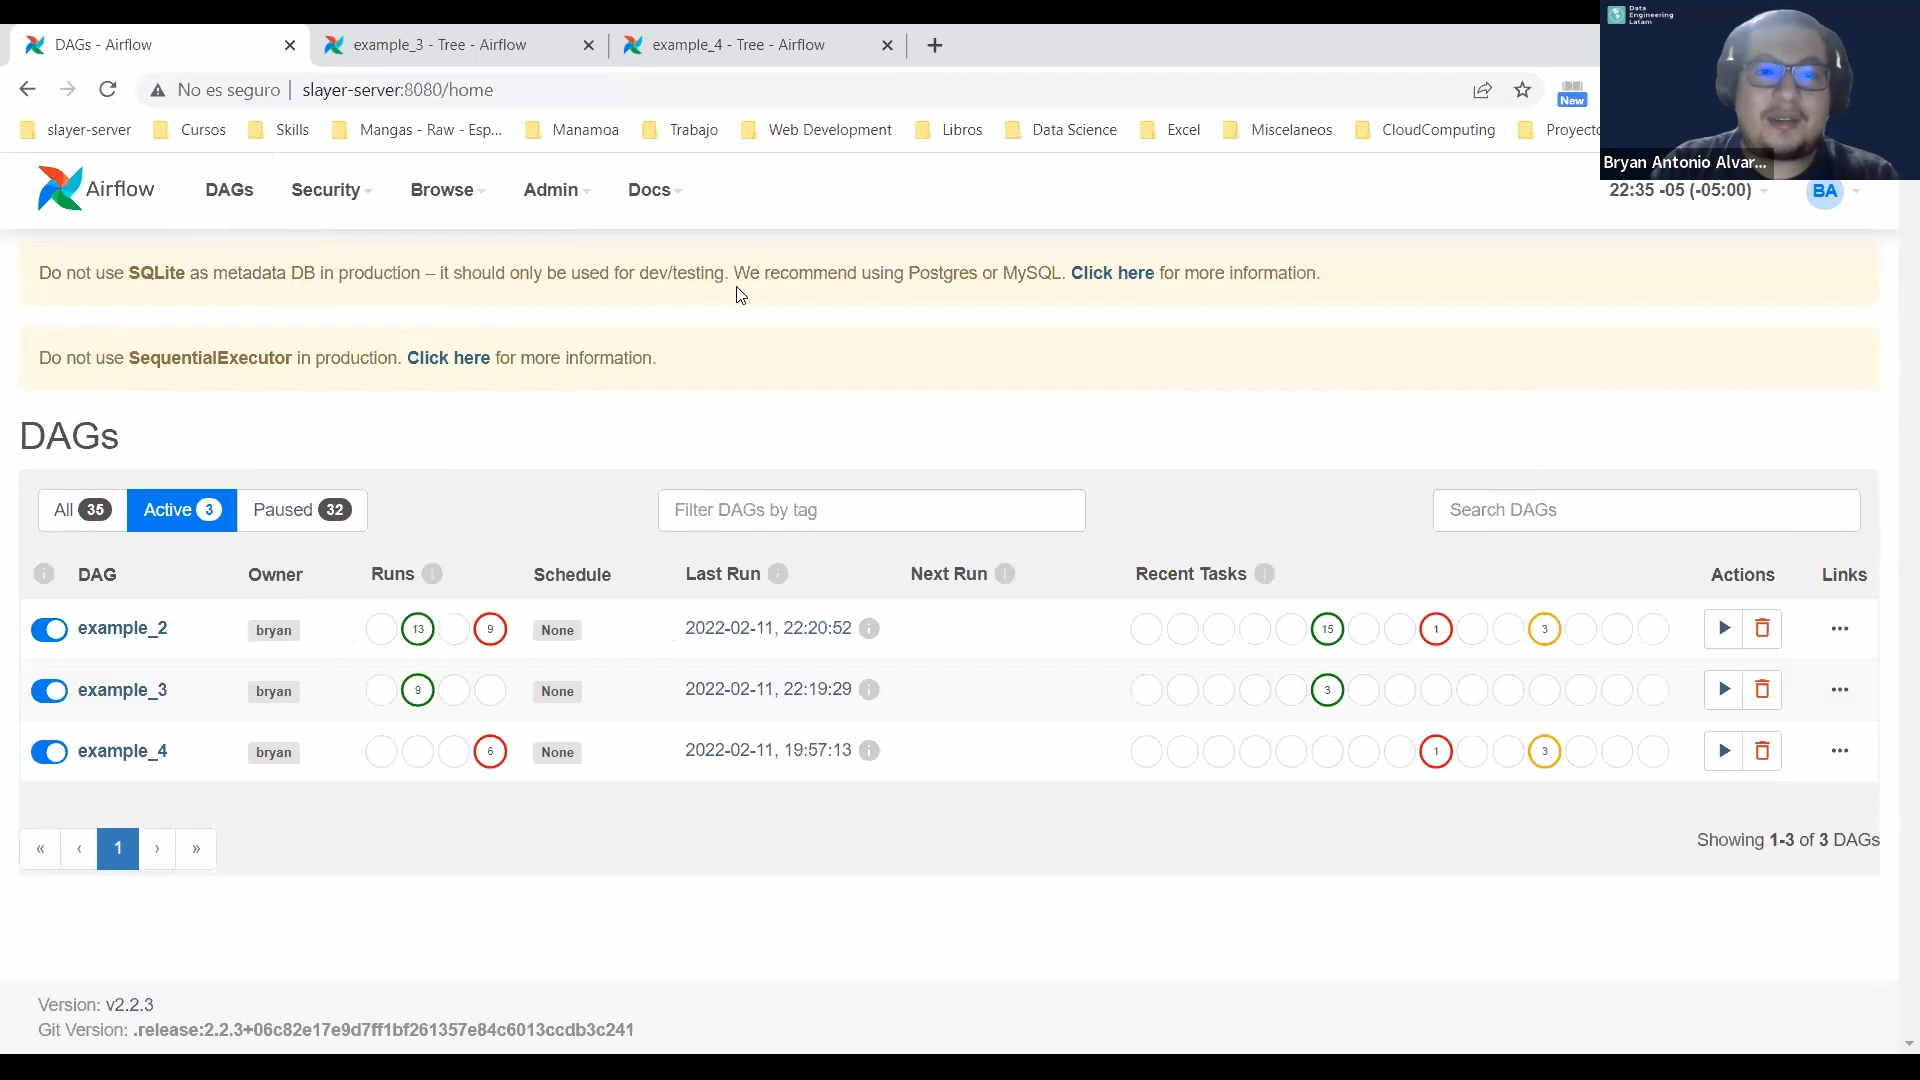 DAGs - Airflow
example_3 - Tree - Airflow
example_4 - Tree - Airflow
Data
Engineering
Latam
No es seguro
slayer-server:8080/home
New
slayer-server
Cursos
Skills
Mangas - Raw - Esp...
Manamoa
Trabajo
Web Development
Libros
Data Science
Excel
Miscelaneos
CloudComputing
Proyecto
Bryan Antonio Alvar...
Airflow
DAGs
Security
Browse
Admin
Docs
22:35 -05 (-05:00)
BA
Do not use SQLite as metadata DB in production – it should only be used for dev/testing. We recommend using Postgres or MySQL. Click here for more information.
Do not use SequentialExecutor in production. Click here for more information.
DAGs
All 35
Active 3
Paused 32
Filter DAGs by tag
Search DAGs
DAG Owner Runs Schedule Last Run Next Run Recent Tasks Actions Links
example_2 bryan 13 9 None 2022-02-11, 22:20:52 15 1 3
example_3 bryan 9 None 2022-02-11, 22:19:29 3
example_4 bryan 6 None 2022-02-11, 19:57:13 1 3
« ‹ 1 › »
Showing 1-3 of 3 DAGs
Version: v2.2.3
Git Version: .release:2.2.3+06c82e17e9d7ff1bf261357e84c6013ccdb3c241